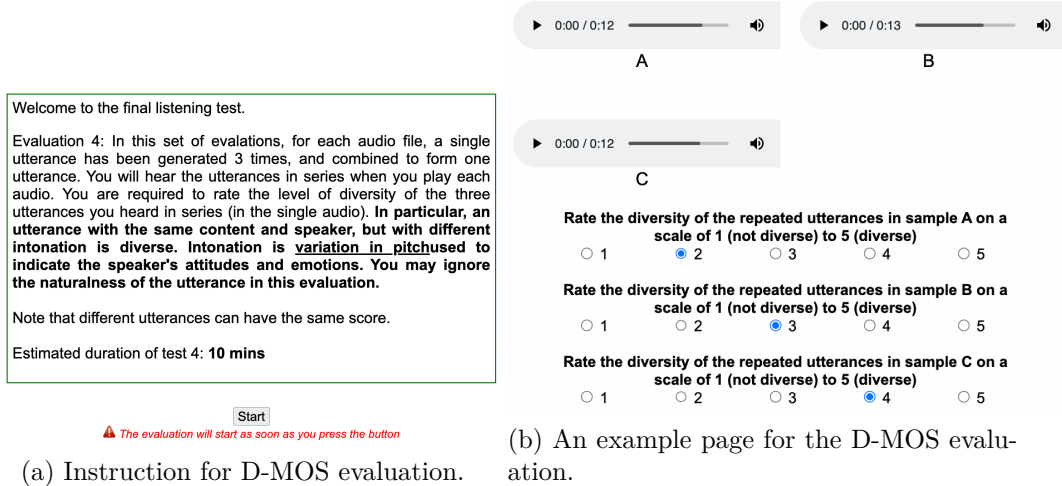 Welcome to the final listening test.
Evaluation 4: In this set of evalations, for each audio file, a single
utterance has been generated 3 times, and combined to form one
utterance. You will hear the utterances in series when you play each
audio. You are required to rate the level of diversity of the three
utterances you heard in series (in the single audio). In particular, an
utterance with the same content and speaker, but with different
intonation is diverse. Intonation is variation in pitchused to
indicate the speaker's attitudes and emotions. You may ignore
the naturalness of the utterance in this evaluation.
Note that different utterances can have the same score.
Estimated duration of test 4: 10 mins
Start
The evaluation will start as soon as you press the button
(a) Instruction for D-MOS evaluation.
0:00 / 0:12
A
0:00 / 0:13
B
0:00 / 0:12
C
Rate the diversity of the repeated utterances in sample A on a
scale of 1 (not diverse) to 5 (diverse)
1 2 3 4 5
Rate the diversity of the repeated utterances in sample B on a
scale of 1 (not diverse) to 5 (diverse)
1 2 3 4 5
Rate the diversity of the repeated utterances in sample C on a
scale of 1 (not diverse) to 5 (diverse)
1 2 3 4 5
(b) An example page for the D-MOS evalu-
ation.